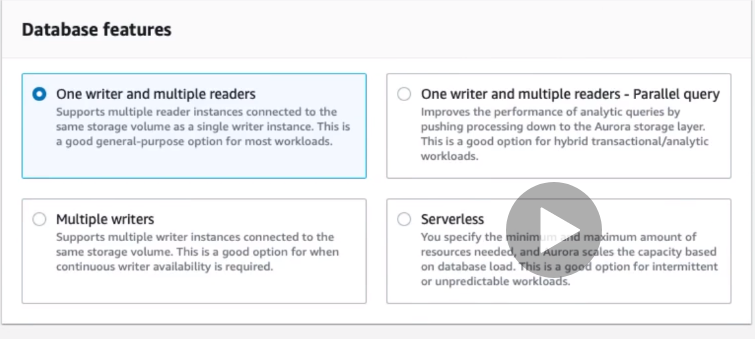 Database features
One writer and multiple readers
Supports multiple reader instances connected to the
same storage volume as a single writer instance. This is
a good general-purpose option for most workloads.
One writer and multiple readers - Parallel query
Improves the performance of analytic queries by
pushing processing down to the Aurora storage layer.
This is a good option for hybrid transactional/analytic
workloads.
Multiple writers
Supports multiple writer instances connected to the
same storage volume. This is a good option for when
continuous writer availability is required.
Serverless
You specify the minimum and maximum amount of
resources needed, and Aurora scales the capacity based
on database load. This is a good option for intermittent
or unpredictable workloads.